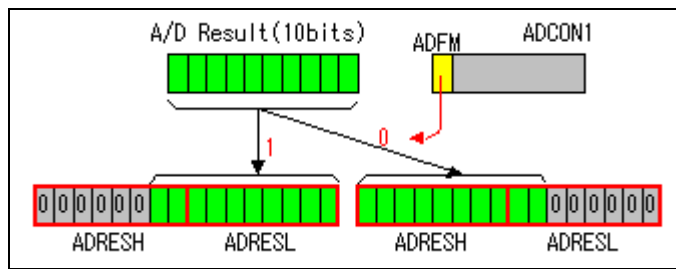 A/D Result(10bits)
ADFM
ADCON1
1
0
0 0 0 0 0 0
0 0 0 0 0 0
ADRESH
ADRESL
ADRESH
ADRESL